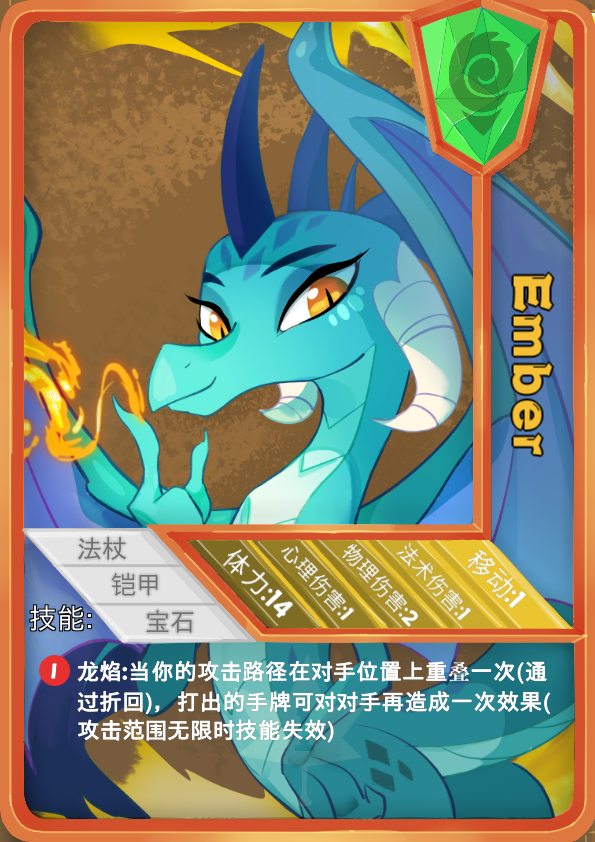 Ember
法杖
铠甲
宝石
技能:
体力:14
心理伤害:1
物理伤害:2
法术伤害:1
移动:1
1 龙焰:当你的攻击路径在对手位置上重叠一次(通
过折回)，打出的手牌可对对手再造成一次效果(
攻击范围无限时技能失效)